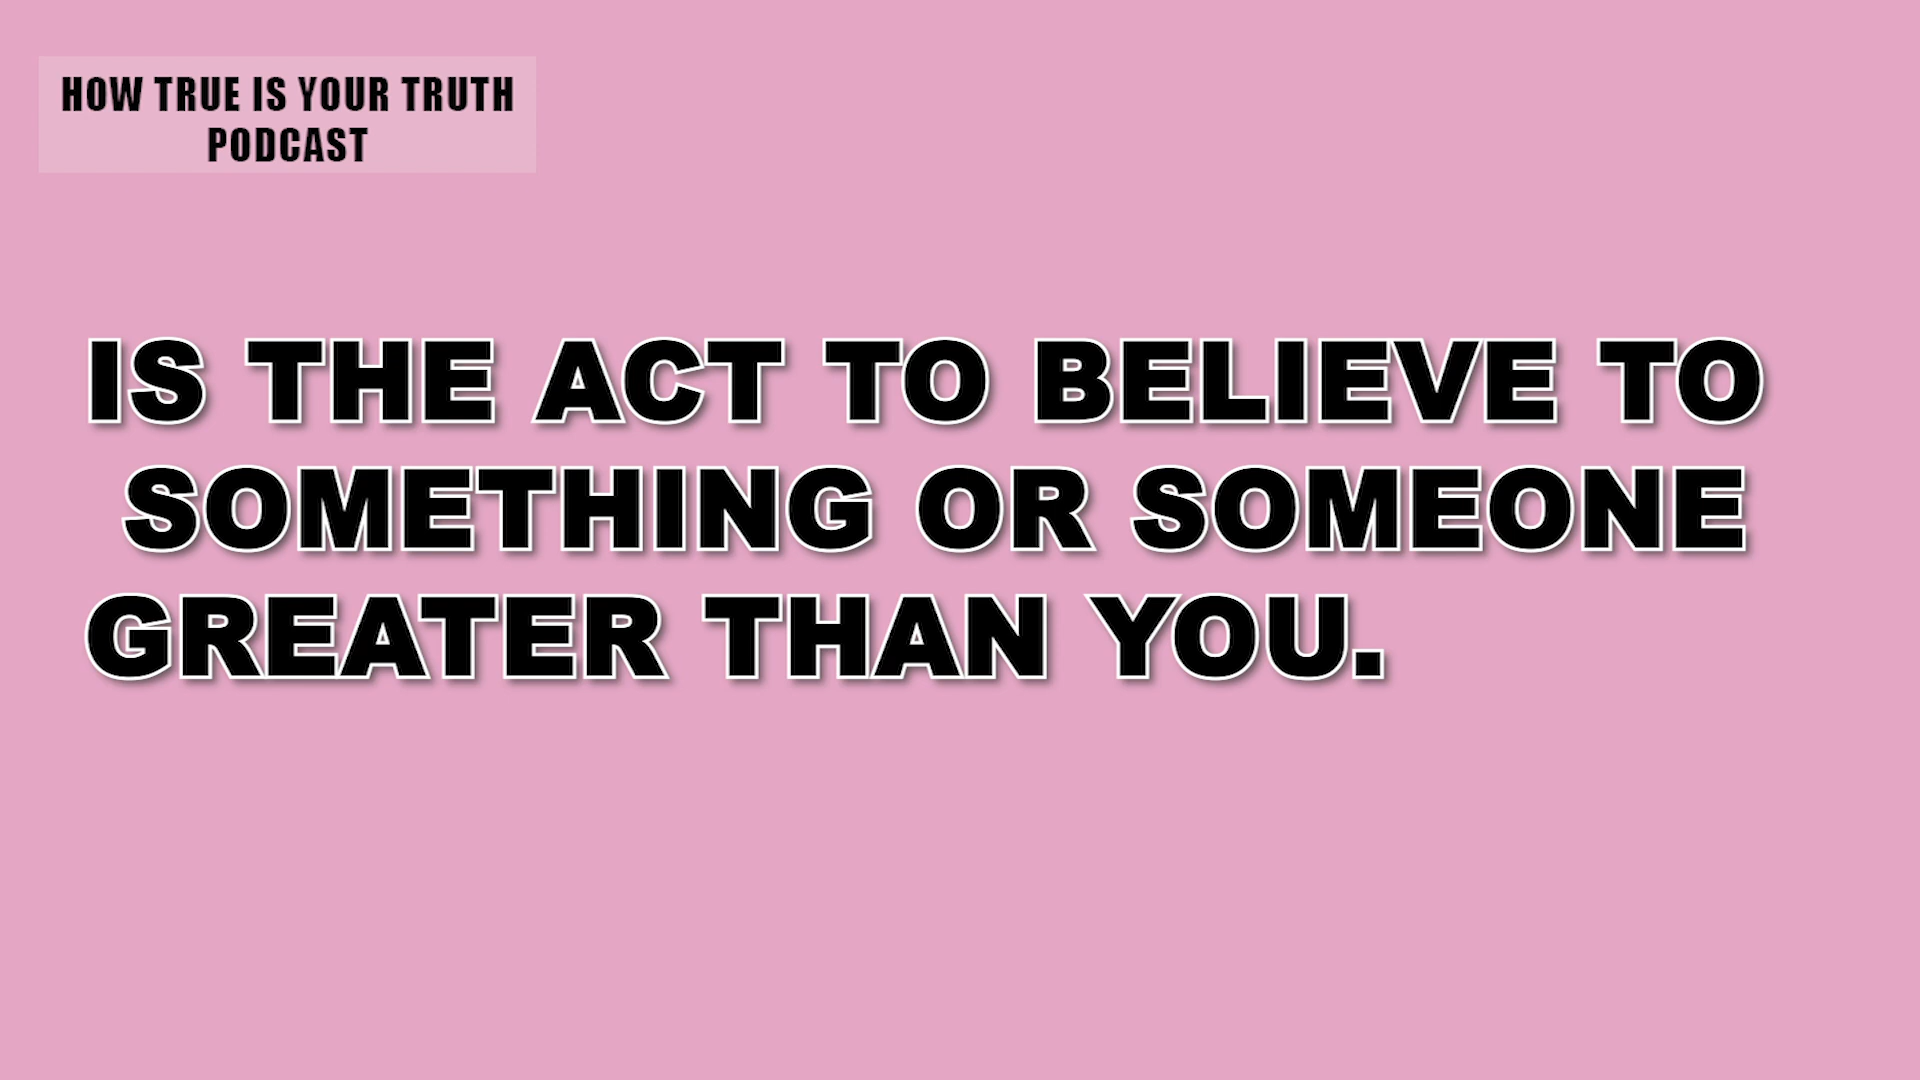 HOW TRUE IS YOUR TRUTH
PODCAST
IS THE ACT TO BELIEVE TO
SOMETHING OR SOMEONE
GREATER THAN YOU.